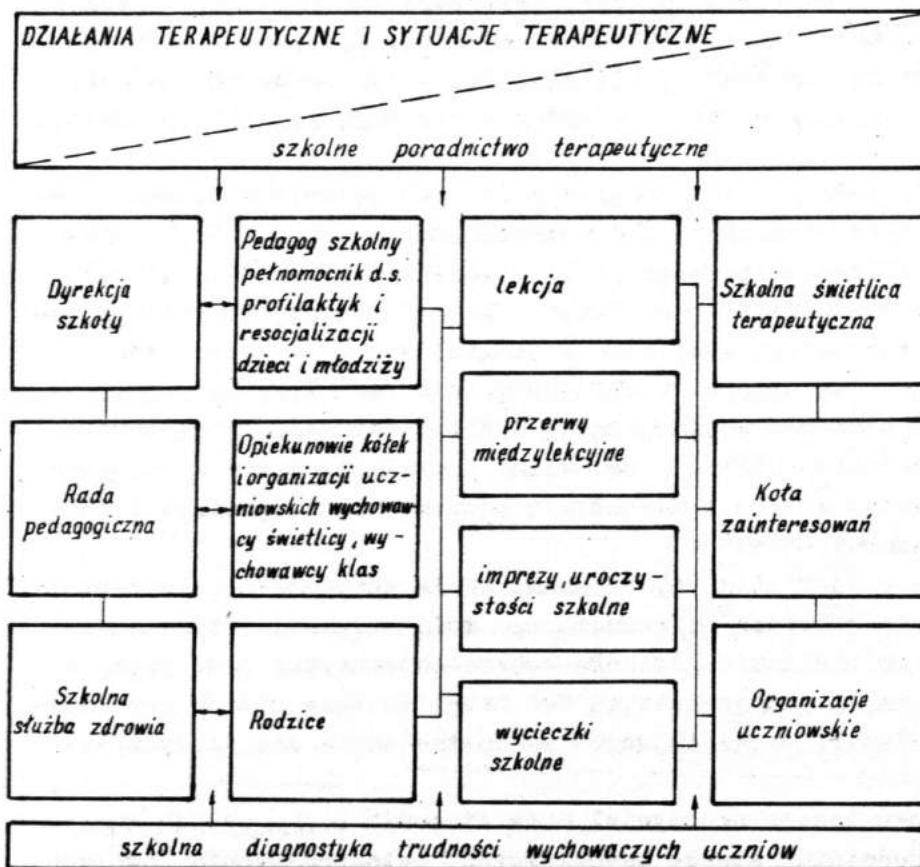 DZIAŁANIA TERAPEUTYCZNE I SYTUACJE TERAPEUTYCZNE
szkolne poradnictwo terapeutyczne
Dyrekcja
szkoły
Pedagog szkolny
pełnomocnik d.s.
profilaktyk i
resocjalizacji
dzieci i młodziży
lekcja
Szkolna świetlica
terapeutyczna
Rada
pedagogiczna
Opiekunowie kółek
i organizacji ucz-
niowskich wychowaw
cy świetlicy, wy-
chowawcy klas
przerwy
międzylekcyjne
Koła
zainteresowań
imprezy, uroczy-
stości szkolne
Szkolna
służba zdrowia
Rodzice
wycieczki
szkolne
Organizacje
uczniowskie
szkolna diagnostyka trudności wychowaczych uczniow